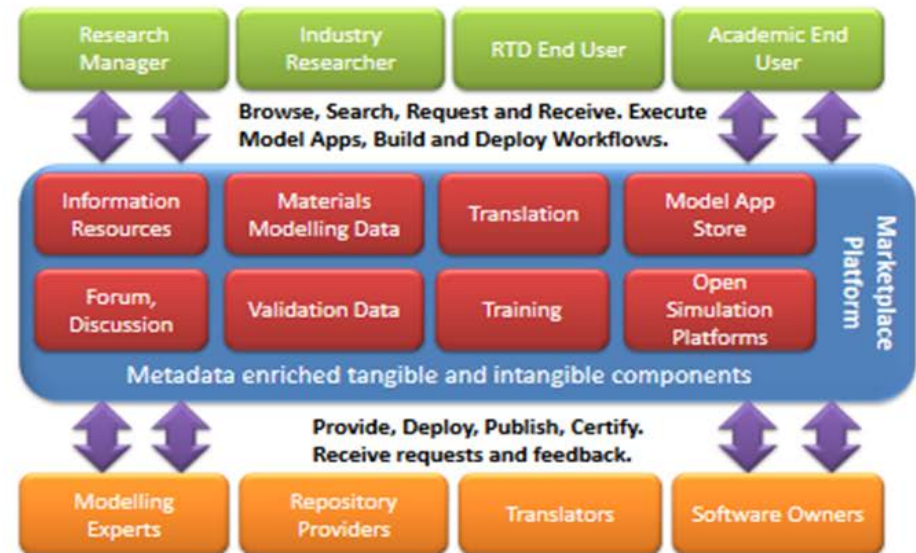 Research
Manager
Industry
Researcher
RTD End User
Academic End
User
Browse, Search, Request and Receive. Execute
Model Apps, Build and Deploy Workflows.
Information
Resources
Materials
Modelling Data
Translation
Model App
Store
Marketplace
Platform
Forum,
Discussion
Validation Data
Training
Open
Simulation
Platforms
Metadata enriched tangible and intangible components
Provide, Deploy, Publish, Certify.
Receive requests and feedback.
Modelling
Experts
Repository
Providers
Translators
Software Owners